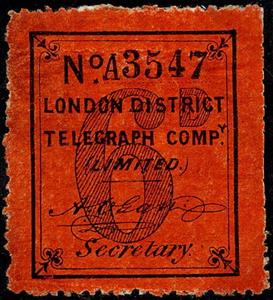 No. A3547
6D
LONDON DISTRICT
TELEGRAPH COMPY.
(LIMITED.)
Secretary.